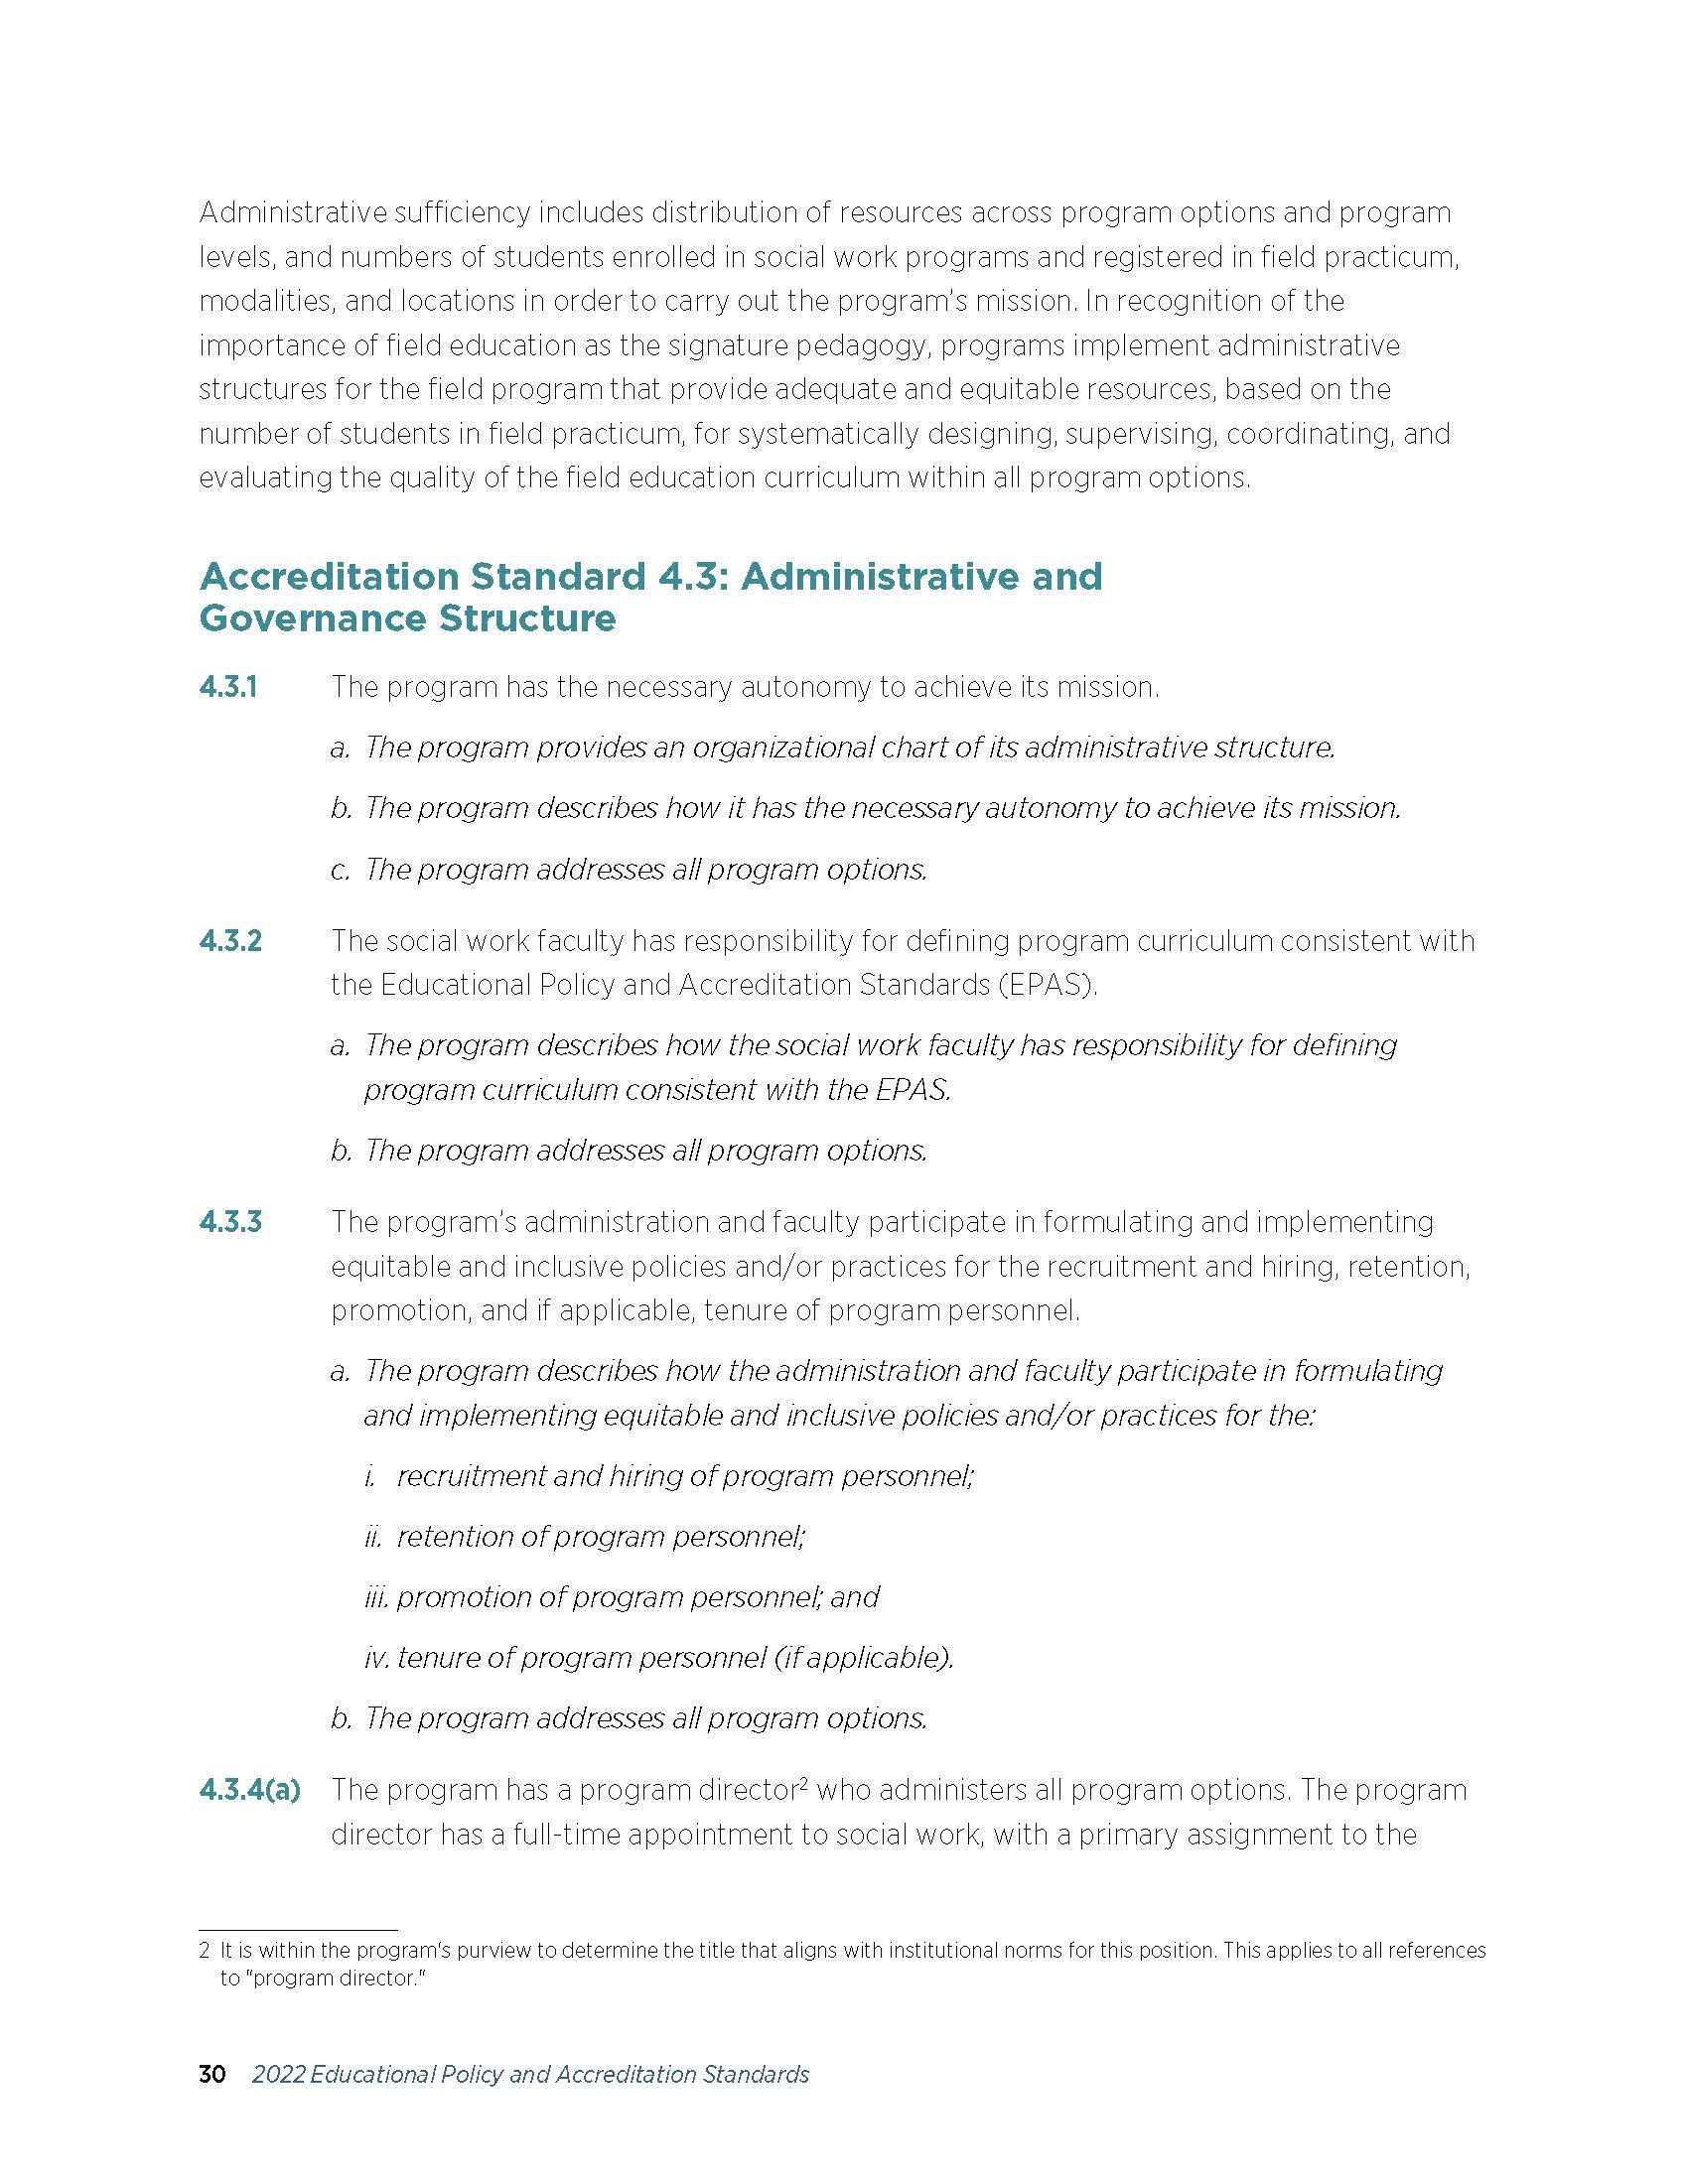 Administrative sufficiency includes distribution of resources across program options and program
levels, and numbers of students enrolled in social work programs and registered in field practicum,
modalities, and locations in order to carry out the program’s mission. In recognition of the
importance of field education as the signature pedagogy, programs implement administrative
structures for the field program that provide adequate and equitable resources, based on the
number of students in field practicum, for systematically designing, supervising, coordinating, and
evaluating the quality of the field education curriculum within all program options.
Accreditation Standard 4.3: Administrative and
Governance Structure
4.3.1 The program has the necessary autonomy to achieve its mission.
a. The program provides an organizational chart of its administrative structure.
b. The program describes how it has the necessary autonomy to achieve its mission.
c. The program addresses all program options.
4.3.2 The social work faculty has responsibility for defining program curriculum consistent with
the Educational Policy and Accreditation Standards (EPAS).
a. The program describes how the social work faculty has responsibility for defining
program curriculum consistent with the EPAS.
b. The program addresses all program options.
4.3.3 The program’s administration and faculty participate in formulating and implementing
equitable and inclusive policies and/or practices for the recruitment and hiring, retention,
promotion, and if applicable, tenure of program personnel.
a. The program describes how the administration and faculty participate in formulating
and implementing equitable and inclusive policies and/or practices for the:
i. recruitment and hiring of program personnel;
ii. retention of program personnel;
iii. promotion of program personnel; and
iv. tenure of program personnel (if applicable).
b. The program addresses all program options.
4.3.4(a) The program has a program director² who administers all program options. The program
director has a full-time appointment to social work, with a primary assignment to the
2 It is within the program's purview to determine the title that aligns with institutional norms for this position. This applies to all references
to "program director."
30 2022 Educational Policy and Accreditation Standards